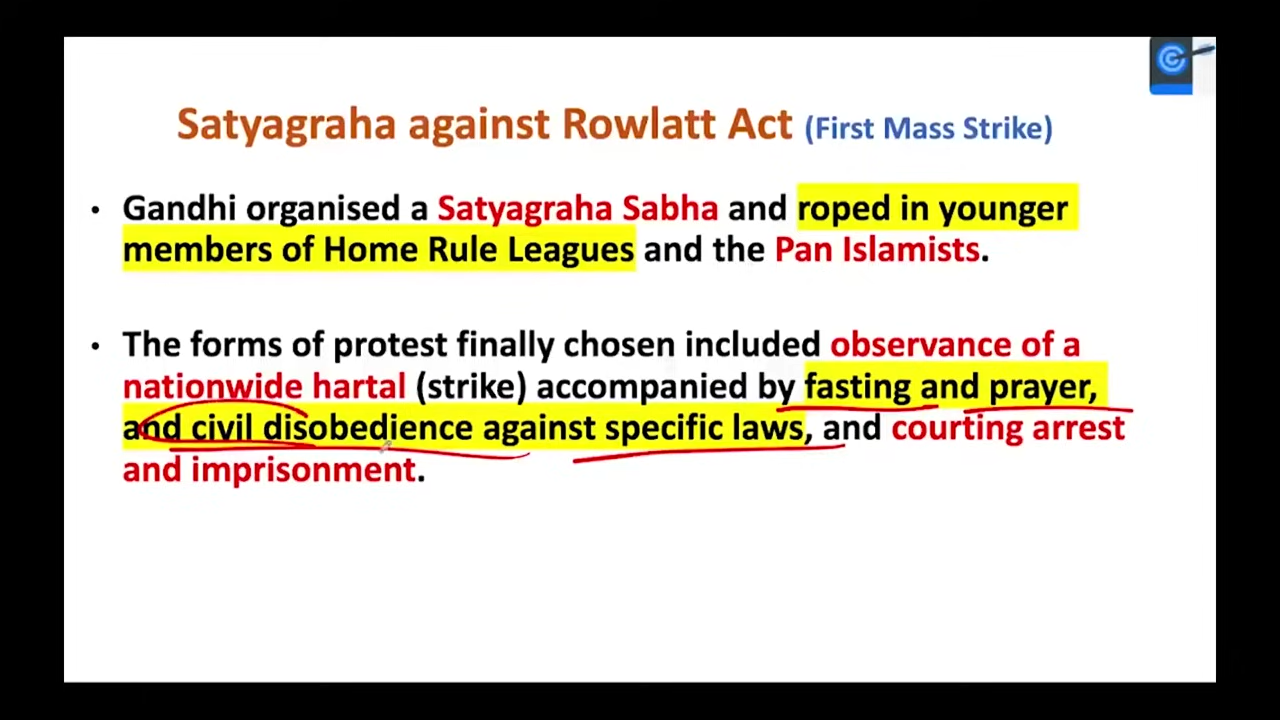 Satyagraha against Rowlatt Act (First Mass Strike)
• Gandhi organised a Satyagraha Sabha and roped in younger
members of Home Rule Leagues and the Pan Islamists.
• The forms of protest finally chosen included observance of a
nationwide hartal (strike) accompanied by fasting and prayer,
and civil disobedience against specific laws, and courting arrest
and imprisonment.